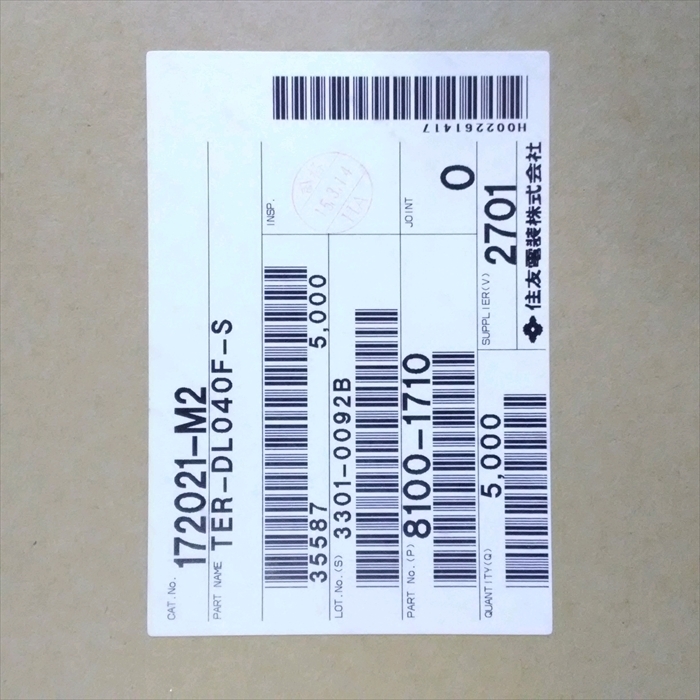 CAT.No. 172021-M2
PART NAME TER-DL040F-S
INSP.
35587 5,000
LOT.No.(S) 3301-0092B
PART No.(P) 8100-1710
JOINT 0
QUANTITY(Q) 5,000
SUPPLIER(V) 2701
住友電装株式会社
H002261417